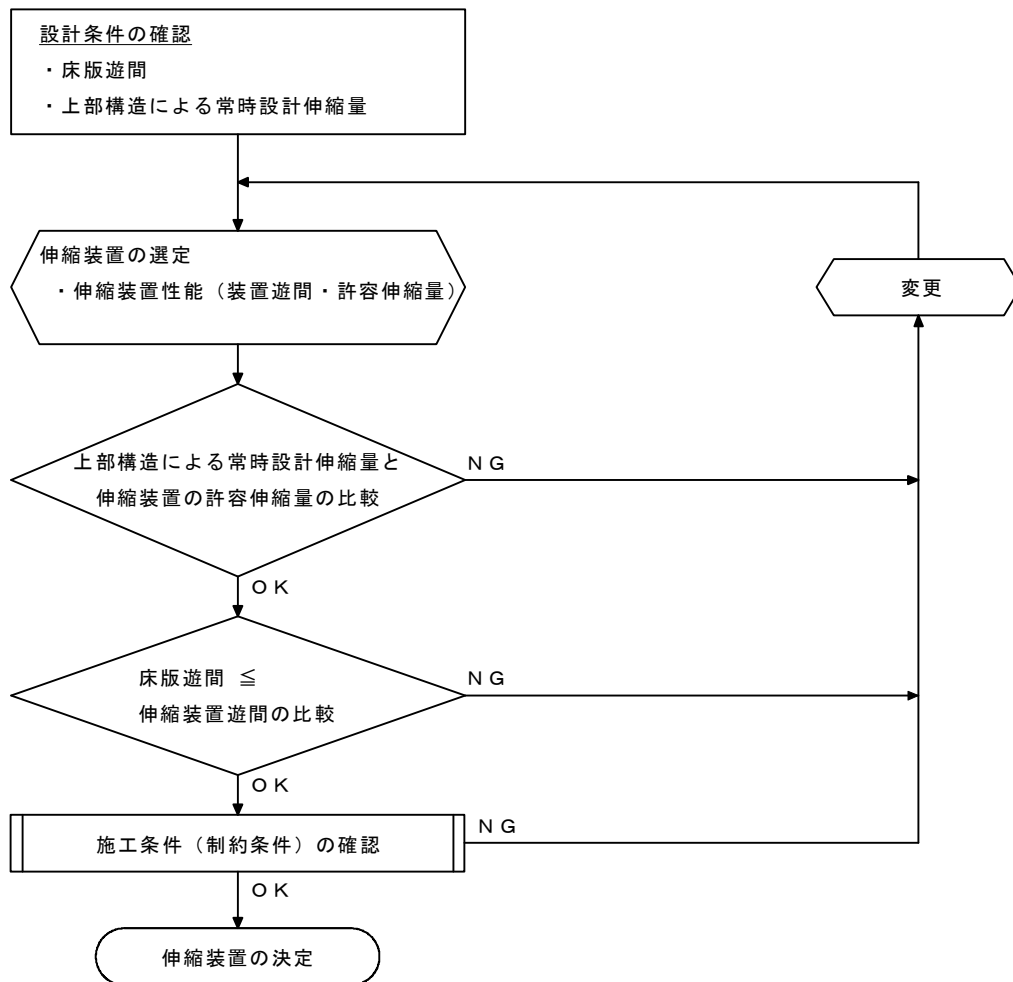 設計条件の確認
・床版遊間
・上部構造による常時設計伸縮量
伸縮装置の選定
・伸縮装置性能（装置遊間・許容伸縮量）
変更
上部構造による常時設計伸縮量と
伸縮装置の許容伸縮量の比較
ＮＧ
ＯＫ
床版遊間 ≦
伸縮装置遊間の比較
ＮＧ
ＯＫ
施工条件（制約条件）の確認
ＮＧ
ＯＫ
伸縮装置の決定